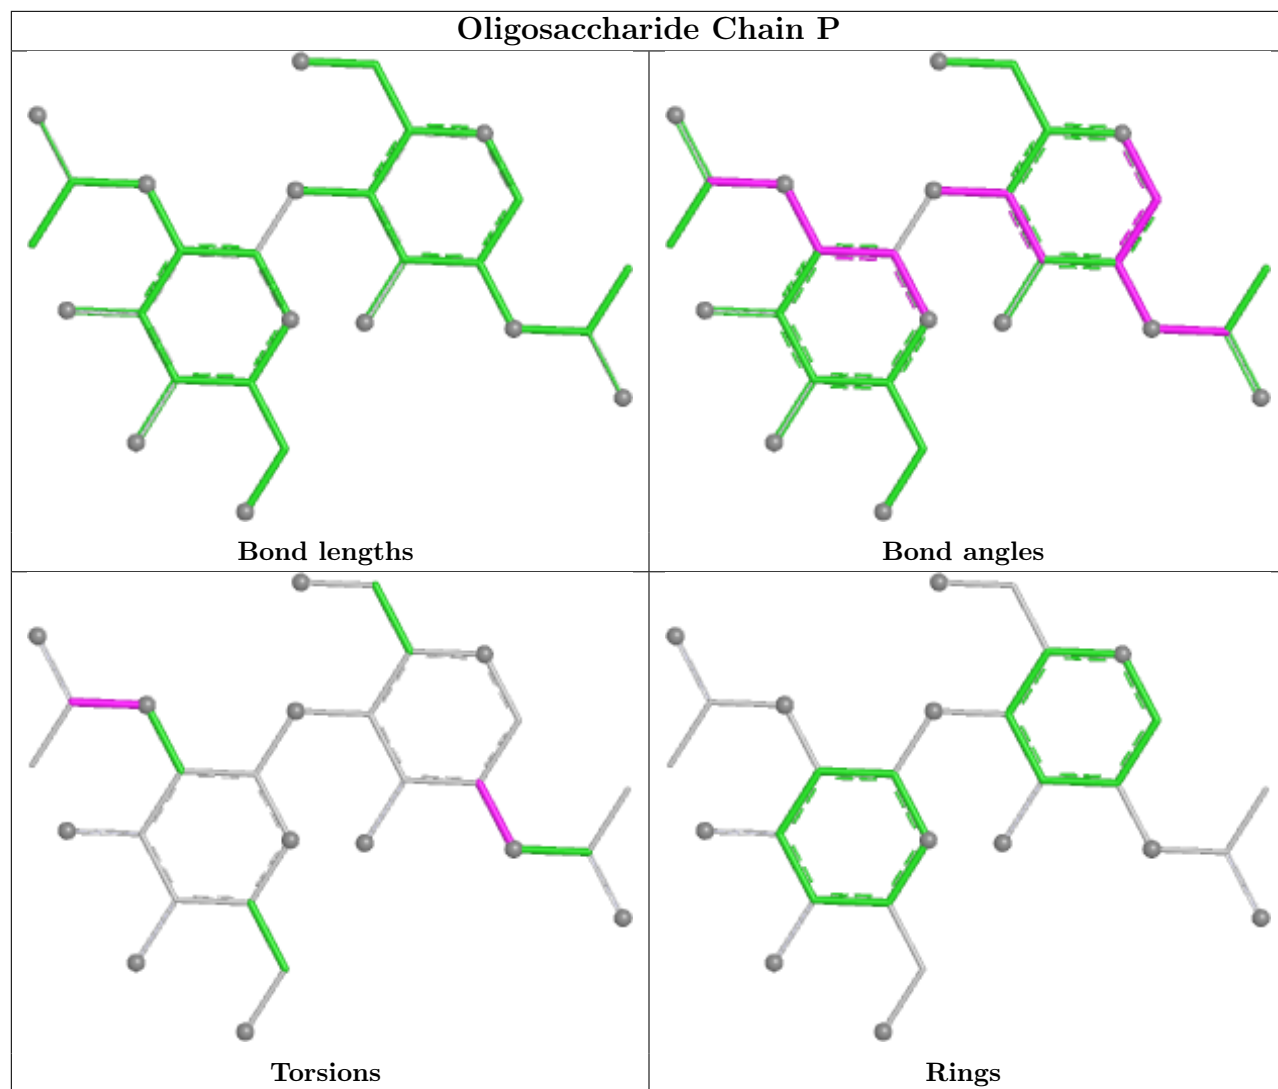 Oligosaccharide Chain P
Bond lengths
Bond angles
Torsions
Rings